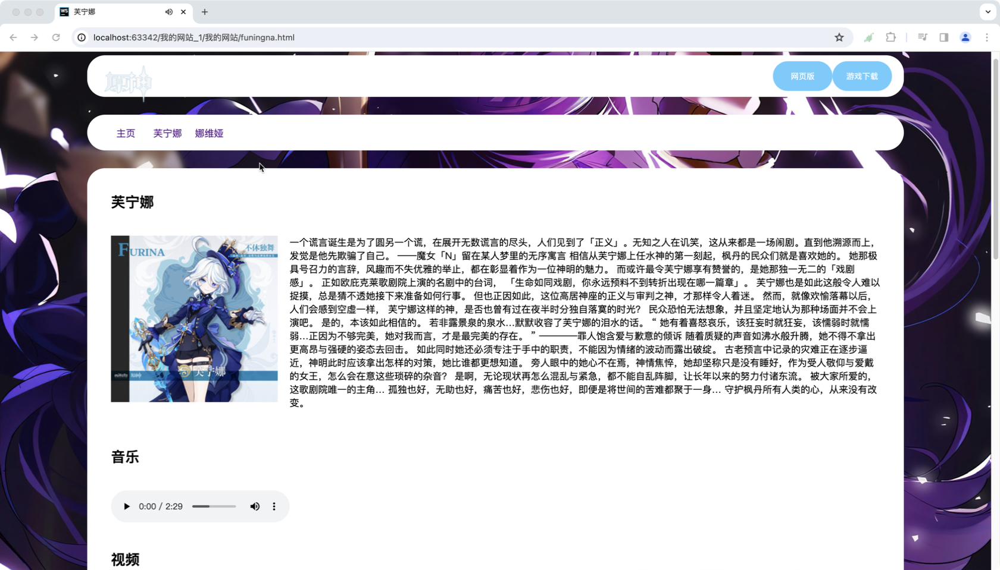 芙宁娜
localhost:63342/我的网站_1/我的网站/funingna.html
原神
网页版
游戏下载
主页
芙宁娜
娜维娅
芙宁娜
FURINA
不休独舞
芙宁娜
一个谎言诞生是为了圆另一个谎，在展开无数谎言的尽头，人们见到了「正义」。无知之人在讥笑，这从来都是一场闹剧。直到他溯源而上，
发觉是他先欺骗了自己。 ——魔女「N」留在某人梦里的无序寓言 相信从芙宁娜上任水神的第一刻起，枫丹的民众们就是喜欢她的。 她那极
具号召力的言辞，风趣而不失优雅的举止，都在彰显着作为一位神明的魅力。 而或许最令芙宁娜享有赞誉的，是她那独一无二的「戏剧
感」。 正如欧庇克莱歌剧院上演的名剧中的台词， 「生命如同戏剧，你永远预料不到转折出现在哪一篇章」。 芙宁娜也是如此这般令人难以
捉摸，总是猜不透她接下来准备如何行事。 但也正因如此，这位高居神座的正义与审判之神，才那样令人着迷。 然而，就像欢愉落幕以后，
人们会感到空虚一样， 芙宁娜这样的神，是否也曾有过在夜半时分独自落寞的时光？ 民众恐怕无法想象，并且坚定地认为那种场面并不会上
演吧。 是的，本该如此相信的。 若非露景泉的泉水…默默收容了芙宁娜的泪水的话。 “ 她有着喜怒哀乐，该狂妄时就狂妄，该懦弱时就懦
弱…正因为不够完美，她对我而言，才是最完美的存在。 ” ————罪人饱含爱与歉意的倾诉 随着质疑的声音如沸水般升腾，她不得不拿出
更高昂与强硬的姿态去回击。 如此同时她还必须专注于手中的职责，不能因为情绪的波动而露出破绽。 古老预言中记录的灾难正在逐步逼
近，神明此时应该拿出怎样的对策，她比谁都更想知道。 旁人眼中的她心不在焉，神情憔悴，她却坚称只是没有睡好，作为受人敬仰与爱戴
的女王，怎么会在意这些琐碎的杂音？ 是啊，无论现状再怎么混乱与紧急，都不能自乱阵脚，让长年以来的努力付诸东流。 被大家所爱的，
这歌剧院唯一的主角… 孤独也好，无助也好，痛苦也好，悲伤也好，即便是将世间的苦难都聚于一身… 守护枫丹所有人类的心，从来没有改
变。
音乐
0:00 / 2:29
视频